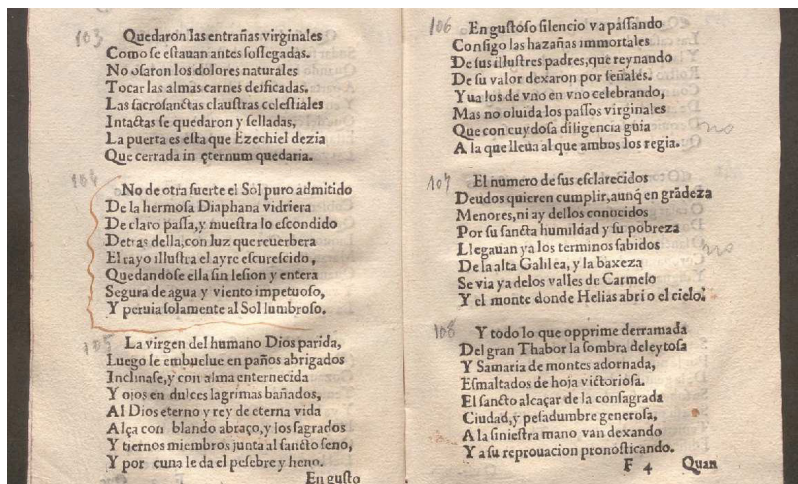 103
Quedaron las entrañas virginales
Como se eſtauan antes ſoſlegadas.
No oſaron los dolores naturales
Tocar las almas carnes deificadas.
Las ſacroſanctas clauſtras celeſtiales
Intactas ſe quedaron y ſelladas,
La puerta es eſta que Ezechiel dezia
Que cerrada in ęternum quedaria.
104
No de otra ſuerte el Sol puro admitido
De la hermoſa Diaphana vidriera
De claro paſſa, y mueſtra lo eſcondido
Detras della, con luz que reuerbera
El rayo illuſtra el ayre eſcureſcido,
Quedandoſe ella ſin leſion y entera
Segura de agua y viento impetuoſo,
Y peruia ſolamente al Sol lumbroſo.
105
La virgen del humano Dios parida,
Luego ſe embuelue en paños abrigados
Inclinaſe, y con alma enternecida
Y ojos en dulces lagrimas bañados,
Al Dios eterno y rey de eterna vida
Alça con blando abraço, y los ſagrados
Y tiernos miembros junta al ſancto ſeno,
Y por cuna le da el peſebre y heno.
En guſto
106
En guſtoſo ſilencio va paſſando
Conſigo las hazañas immortales
De ſus illuſtres padres, que reynando
De ſu valor dexaron por ſeñales.
Y ua los de vno en vno celebrando,
Mas no oluida los paſſos virginales
Que con cuydoſa diligencia guia no
A la que lleua al que ambos los regia.
107
El numero de ſus eſclarecidos
Deudos quieren cumplir, aunq̃ en grãdeza
Menores, ni ay dellos conocidos
Por ſu ſancta humildad y ſu pobreza
Llegauan ya los terminos ſabidos no
De la alta Galilea, y la baxeza
Se via ya delos valles de Carmelo
Y el monte donde Helias abrio el cielo.
108
Y todo lo que opprime derramada
Del gran Thabor la ſombra deleytoſa
Y Samaria de montes adornada,
Eſmaltados de hoja victorioſa.
El ſancto alcaçar de la conſagrada
Ciudad, y peſadumbre generoſa,
A la ſinieſtra mano van dexando
Y a ſu reprouacion pronoſticando.
F 4 Quan